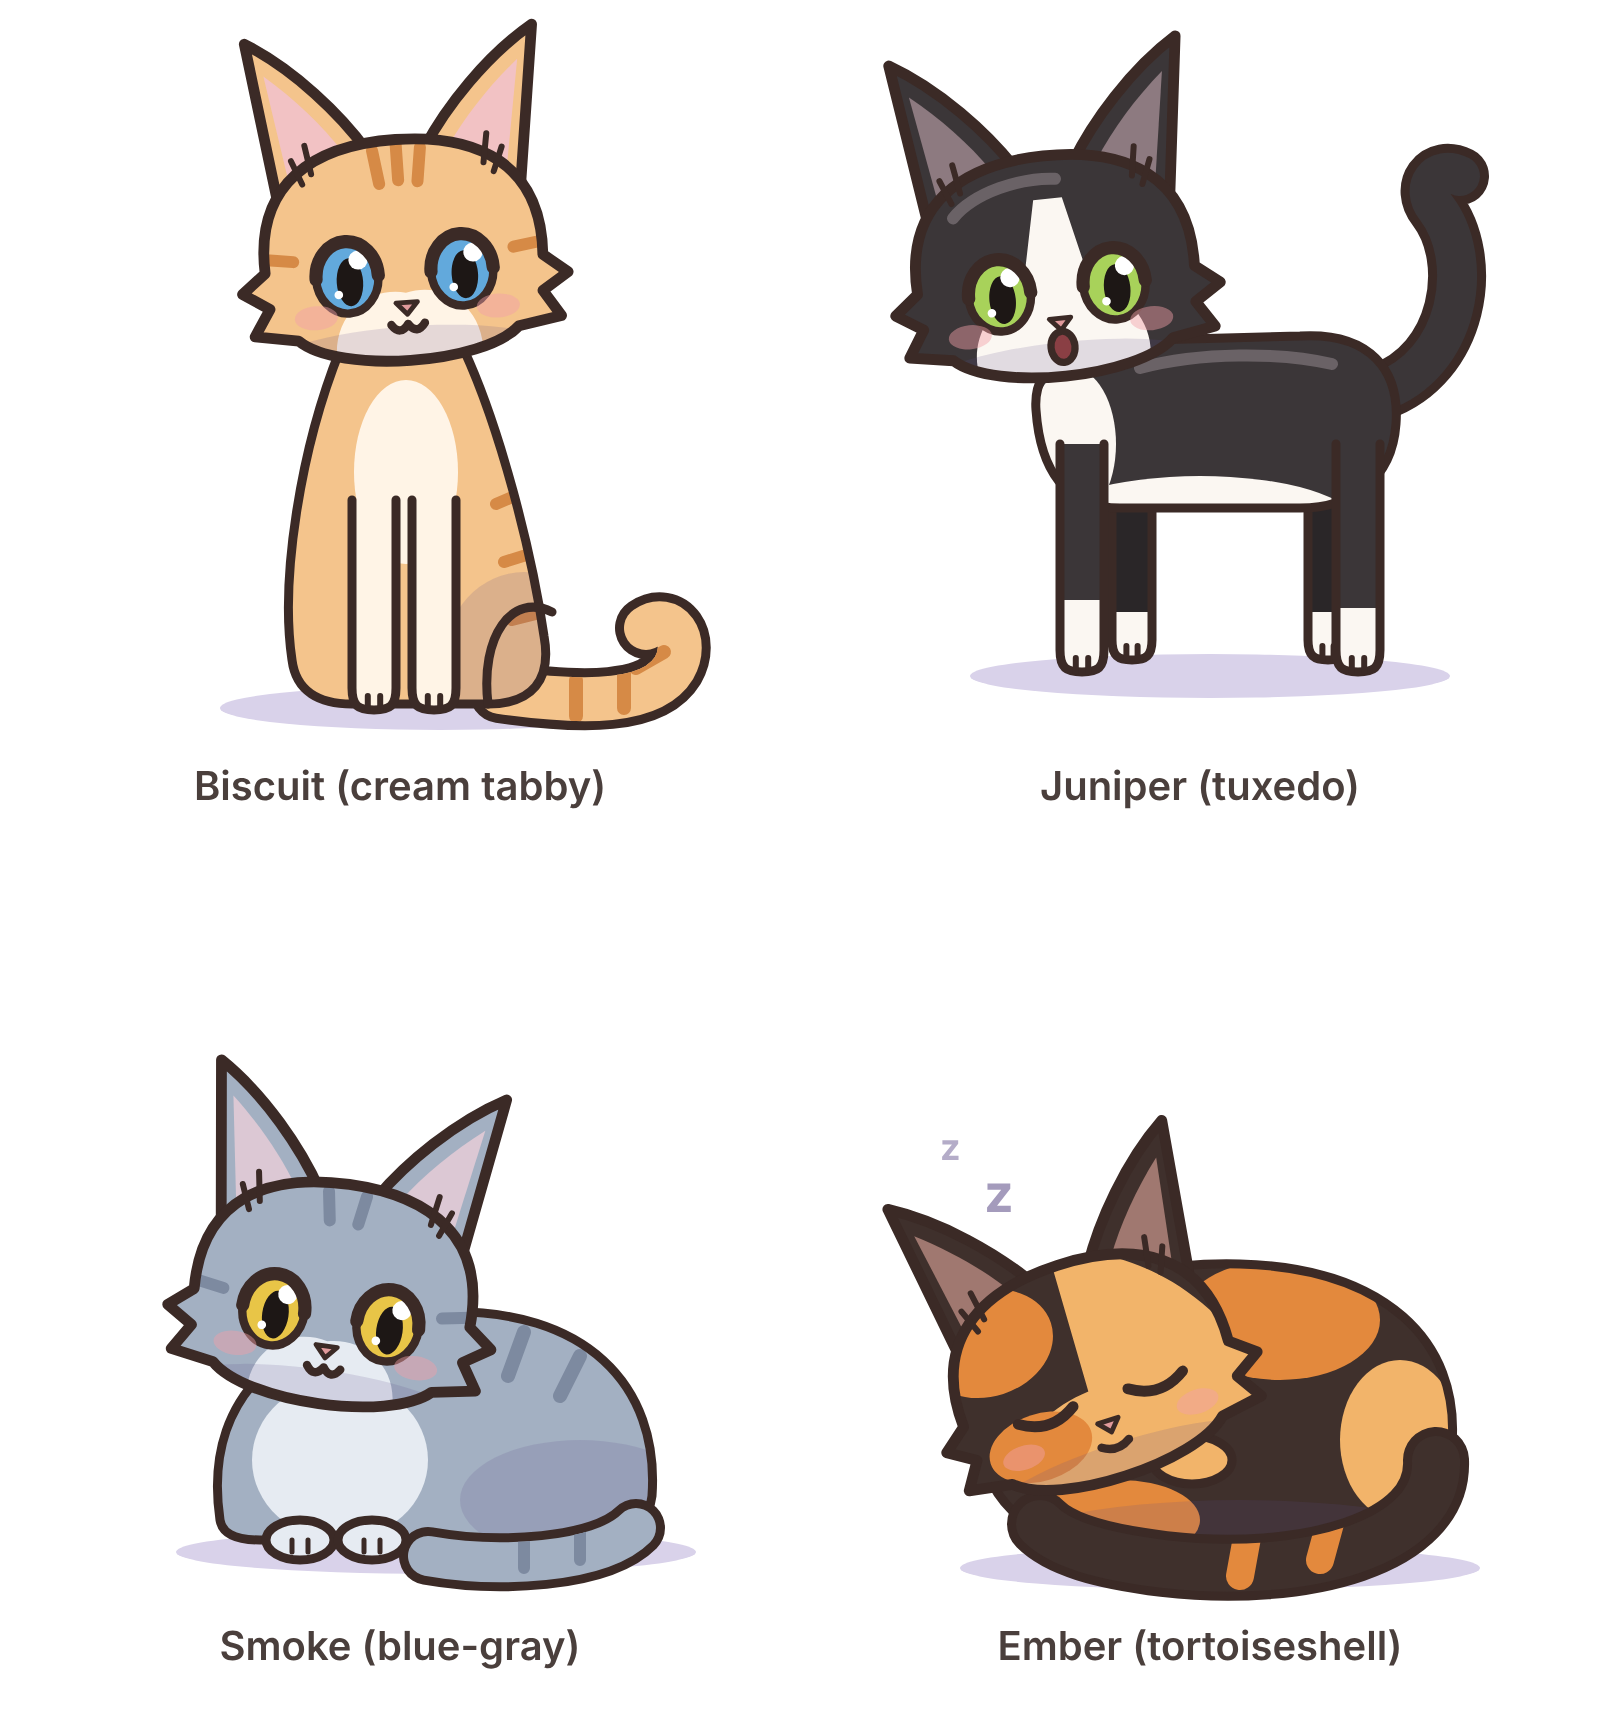 Biscuit (cream tabby)
Juniper (tuxedo)
z
z
Smoke (blue-gray)
Ember (tortoiseshell)